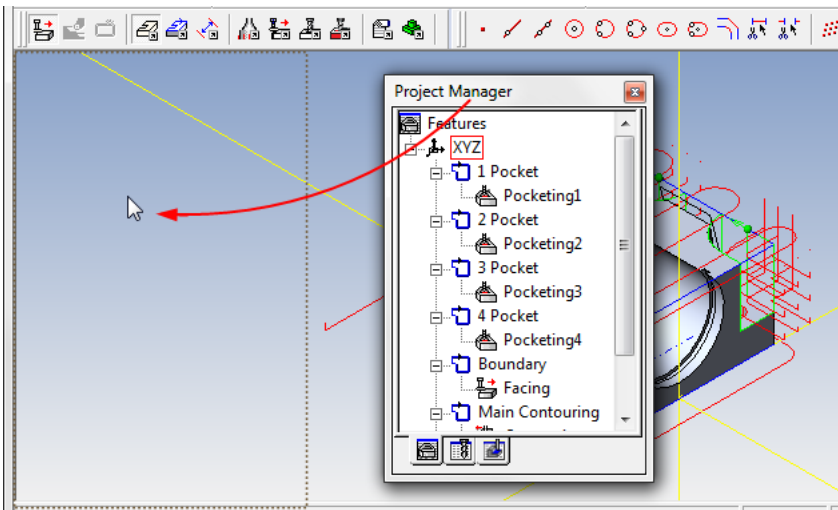 Project Manager
Features
XYZ
1 Pocket
Pocketing1
2 Pocket
Pocketing2
3 Pocket
Pocketing3
4 Pocket
Pocketing4
Boundary
Facing
Main Contouring